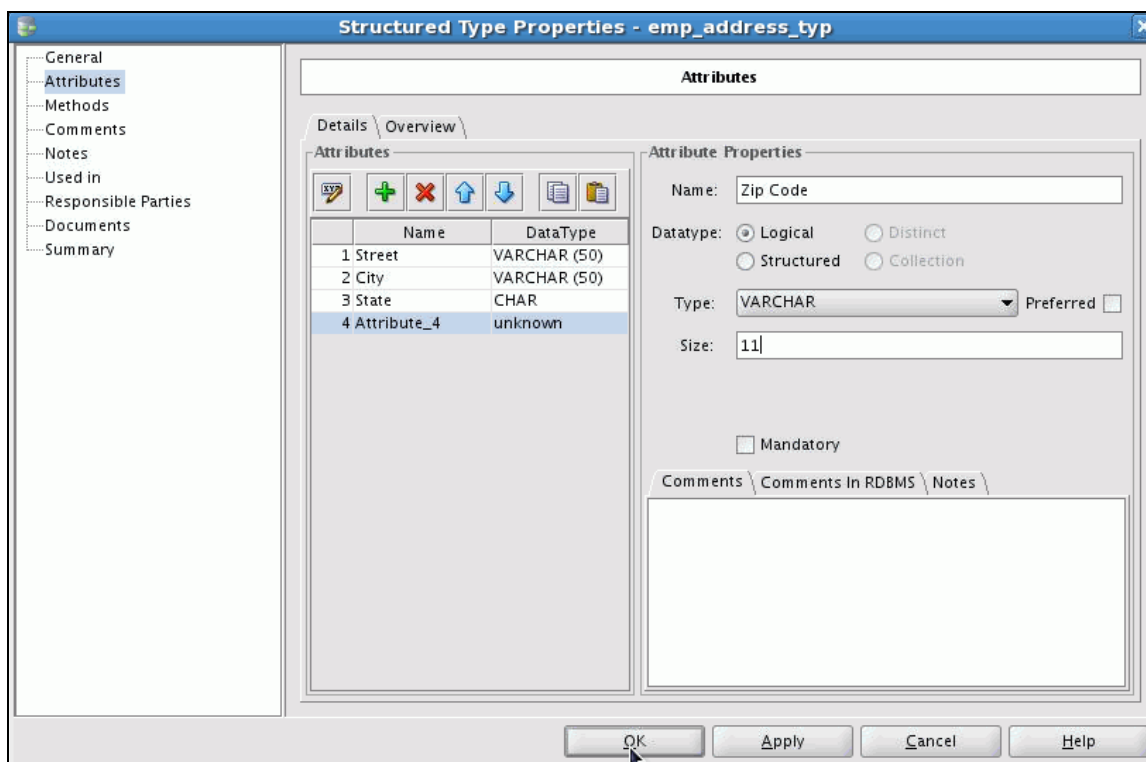 Structured Type Properties - emp_address_typ
General
Attributes
Methods
Comments
Notes
Used in
Responsible Parties
Documents
Summary
Attributes
Details Overview
Attributes
XYZ
Name DataType
1 Street VARCHAR (50)
2 City VARCHAR (50)
3 State CHAR
4 Attribute_4 unknown
Attribute Properties
Name: Zip Code
Datatype: Logical Distinct
Structured Collection
Type: VARCHAR Preferred
Size: 11
Mandatory
Comments Comments In RDBMS Notes
OK Apply Cancel Help